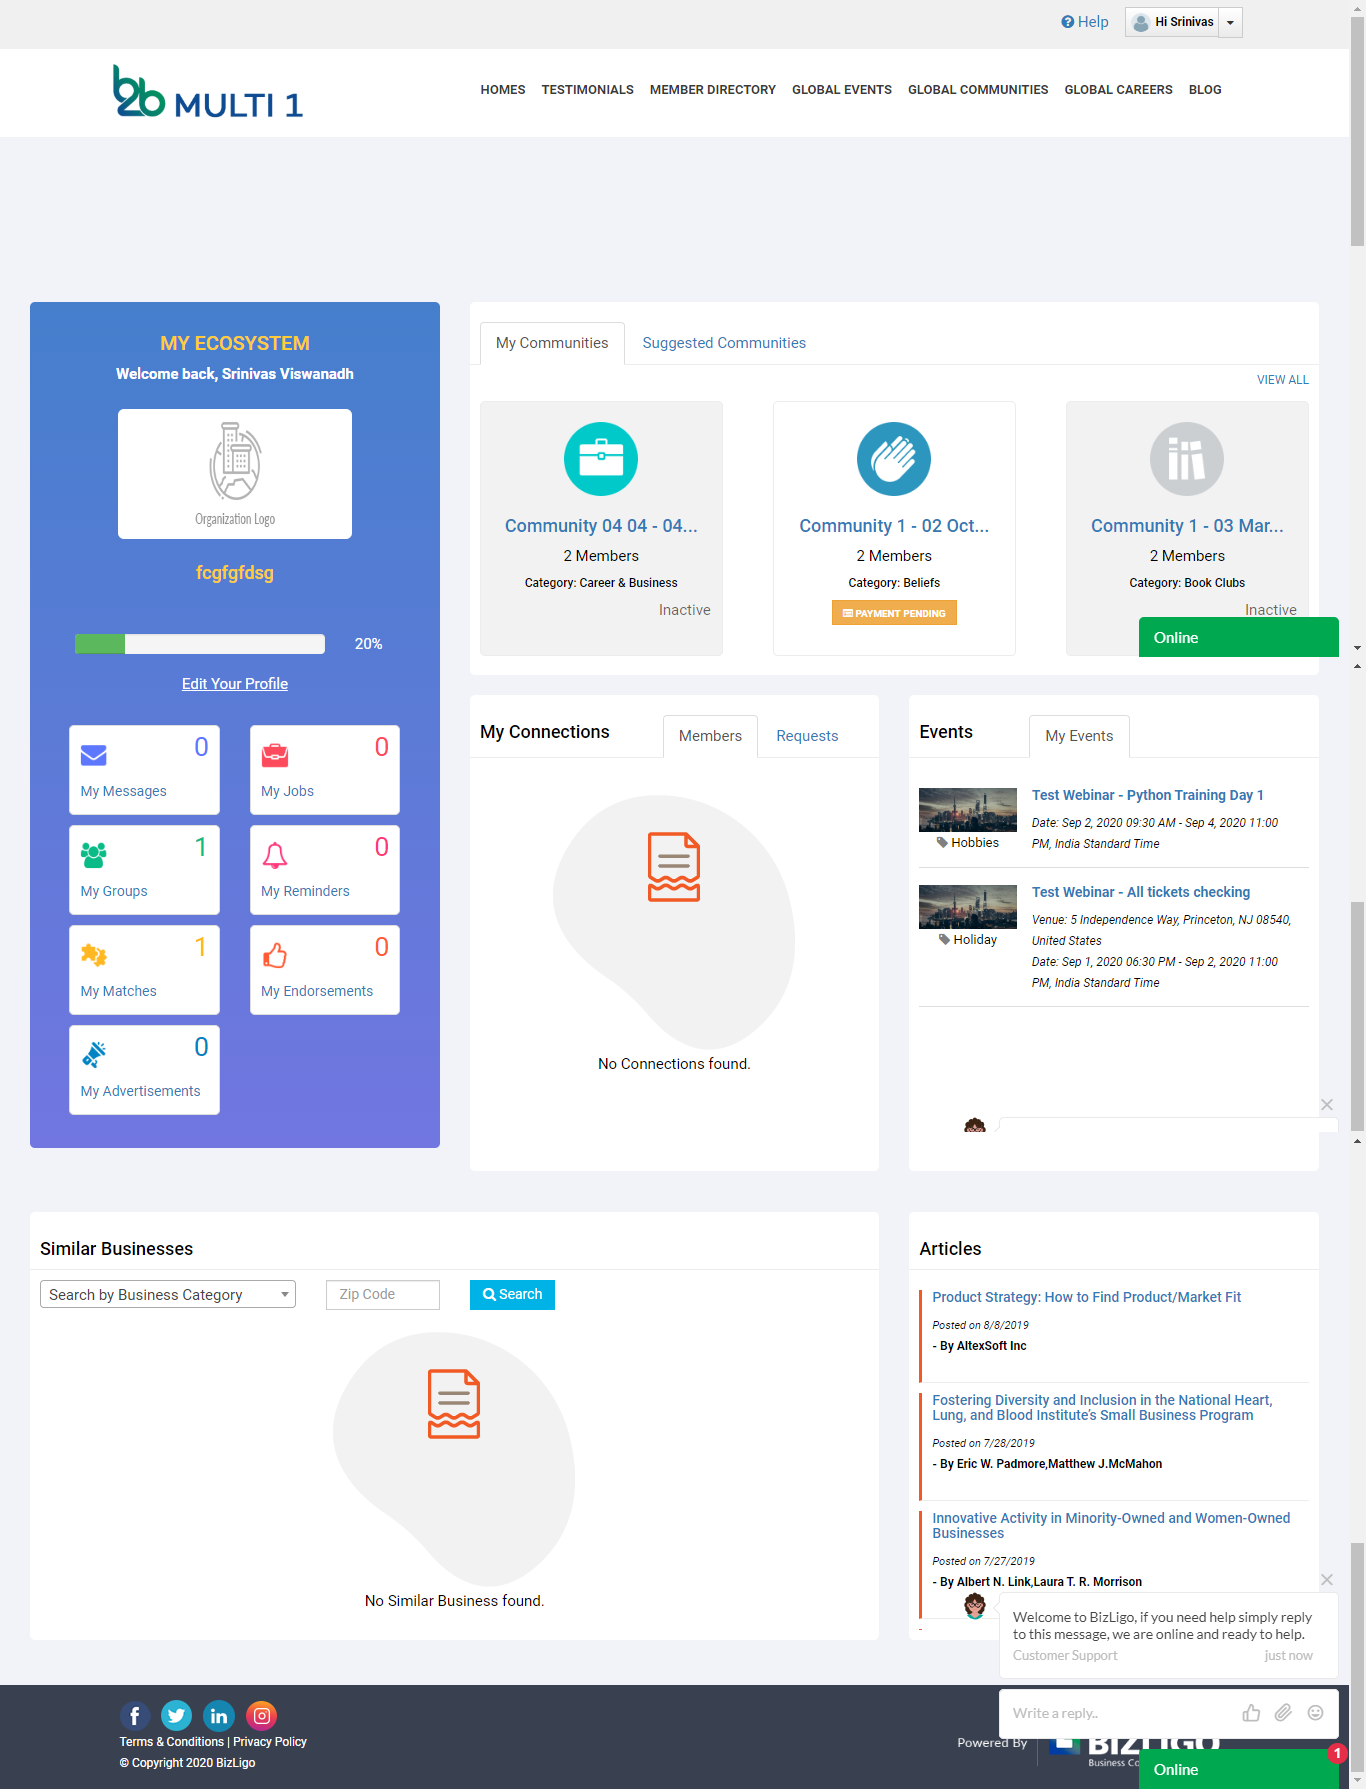 Help
Hi Srinivas
b2b MULTI 1
HOMES TESTIMONIALS MEMBER DIRECTORY GLOBAL EVENTS GLOBAL COMMUNITIES GLOBAL CAREERS BLOG
MY ECOSYSTEM
Welcome back, Srinivas Viswanadh
Organization Logo
fcgfgfdsg
20%
Edit Your Profile
0
My Messages
0
My Jobs
1
My Groups
0
My Reminders
1
My Matches
0
My Endorsements
0
My Advertisements
My Communities
Suggested Communities
VIEW ALL
Community 04 04 - 04...
2 Members
Category: Career & Business
Inactive
Community 1 - 02 Oct...
2 Members
Category: Beliefs
PAYMENT PENDING
Community 1 - 03 Mar...
2 Members
Category: Book Clubs
Inactive
Online
My Connections
Members
Requests
No Connections found.
Events
My Events
Test Webinar - Python Training Day 1
Date: Sep 2, 2020 09:30 AM - Sep 4, 2020 11:00
PM, India Standard Time
Hobbies
Test Webinar - All tickets checking
Venue: 5 Independence Way, Princeton, NJ 08540,
United States
Date: Sep 1, 2020 06:30 PM - Sep 2, 2020 11:00
PM, India Standard Time
Holiday
Similar Businesses
Search by Business Category
Zip Code
Search
No Similar Business found.
Articles
Product Strategy: How to Find Product/Market Fit
Posted on 8/8/2019
- By AltexSoft Inc
Fostering Diversity and Inclusion in the National Heart,
Lung, and Blood Institute's Small Business Program
Posted on 7/28/2019
- By Eric W. Padmore,Matthew J.McMahon
Innovative Activity in Minority-Owned and Women-Owned
Businesses
Posted on 7/27/2019
- By Albert N. Link,Laura T. R. Morrison
Welcome to BizLigo, if you need help simply reply
to this message, we are online and ready to help.
Customer Support just now
Write a reply..
Terms & Conditions | Privacy Policy
© Copyright 2020 BizLigo
Powered By
BIZLIGO
Business
1
Online